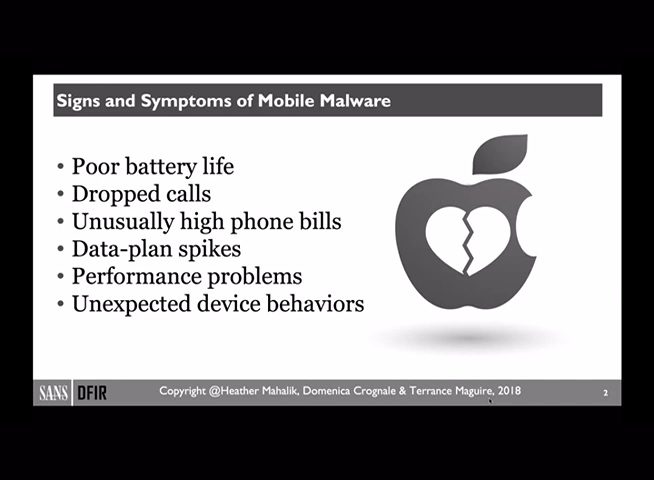 Signs and Symptoms of Mobile Malware
• Poor battery life
• Dropped calls
• Unusually high phone bills
• Data-plan spikes
• Performance problems
• Unexpected device behaviors
SANS DFIR
Copyright @Heather Mahalik, Domenica Crognale & Terrance Maguire, 2018
2